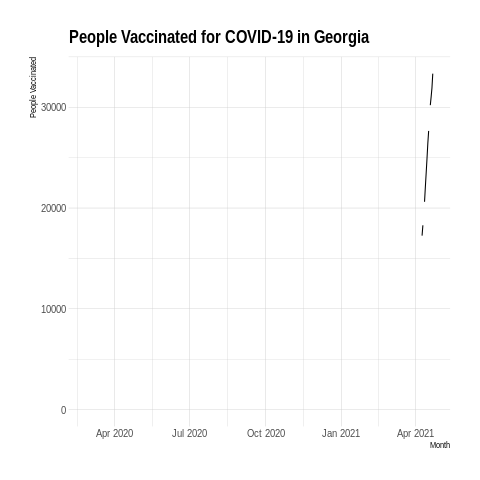 People Vaccinated for COVID-19 in Georgia
People Vaccinated
30000
20000
10000
0
Apr 2020
Jul 2020
Oct 2020
Jan 2021
Apr 2021
Month